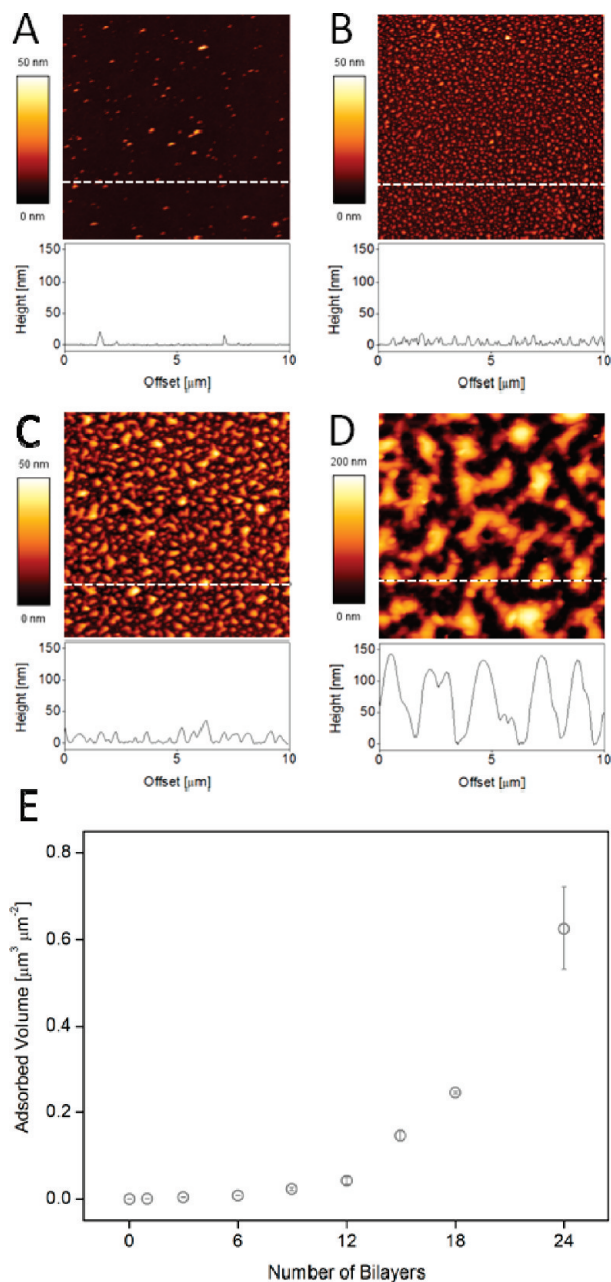 A
50 nm
0 nm
150
100
50
0
Height [nm]
0 5 10
Offset [µm]
B
50 nm
0 nm
150
100
50
0
Height [nm]
0 5 10
Offset [µm]
C
50 nm
0 nm
150
100
50
0
Height [nm]
0 5 10
Offset [µm]
D
200 nm
0 nm
150
100
50
0
Height [nm]
0 5 10
Offset [µm]
E
0.8
0.6
0.4
0.2
0.0
Adsorbed Volume [µm³ µm⁻²]
0 6 12 18 24
Number of Bilayers